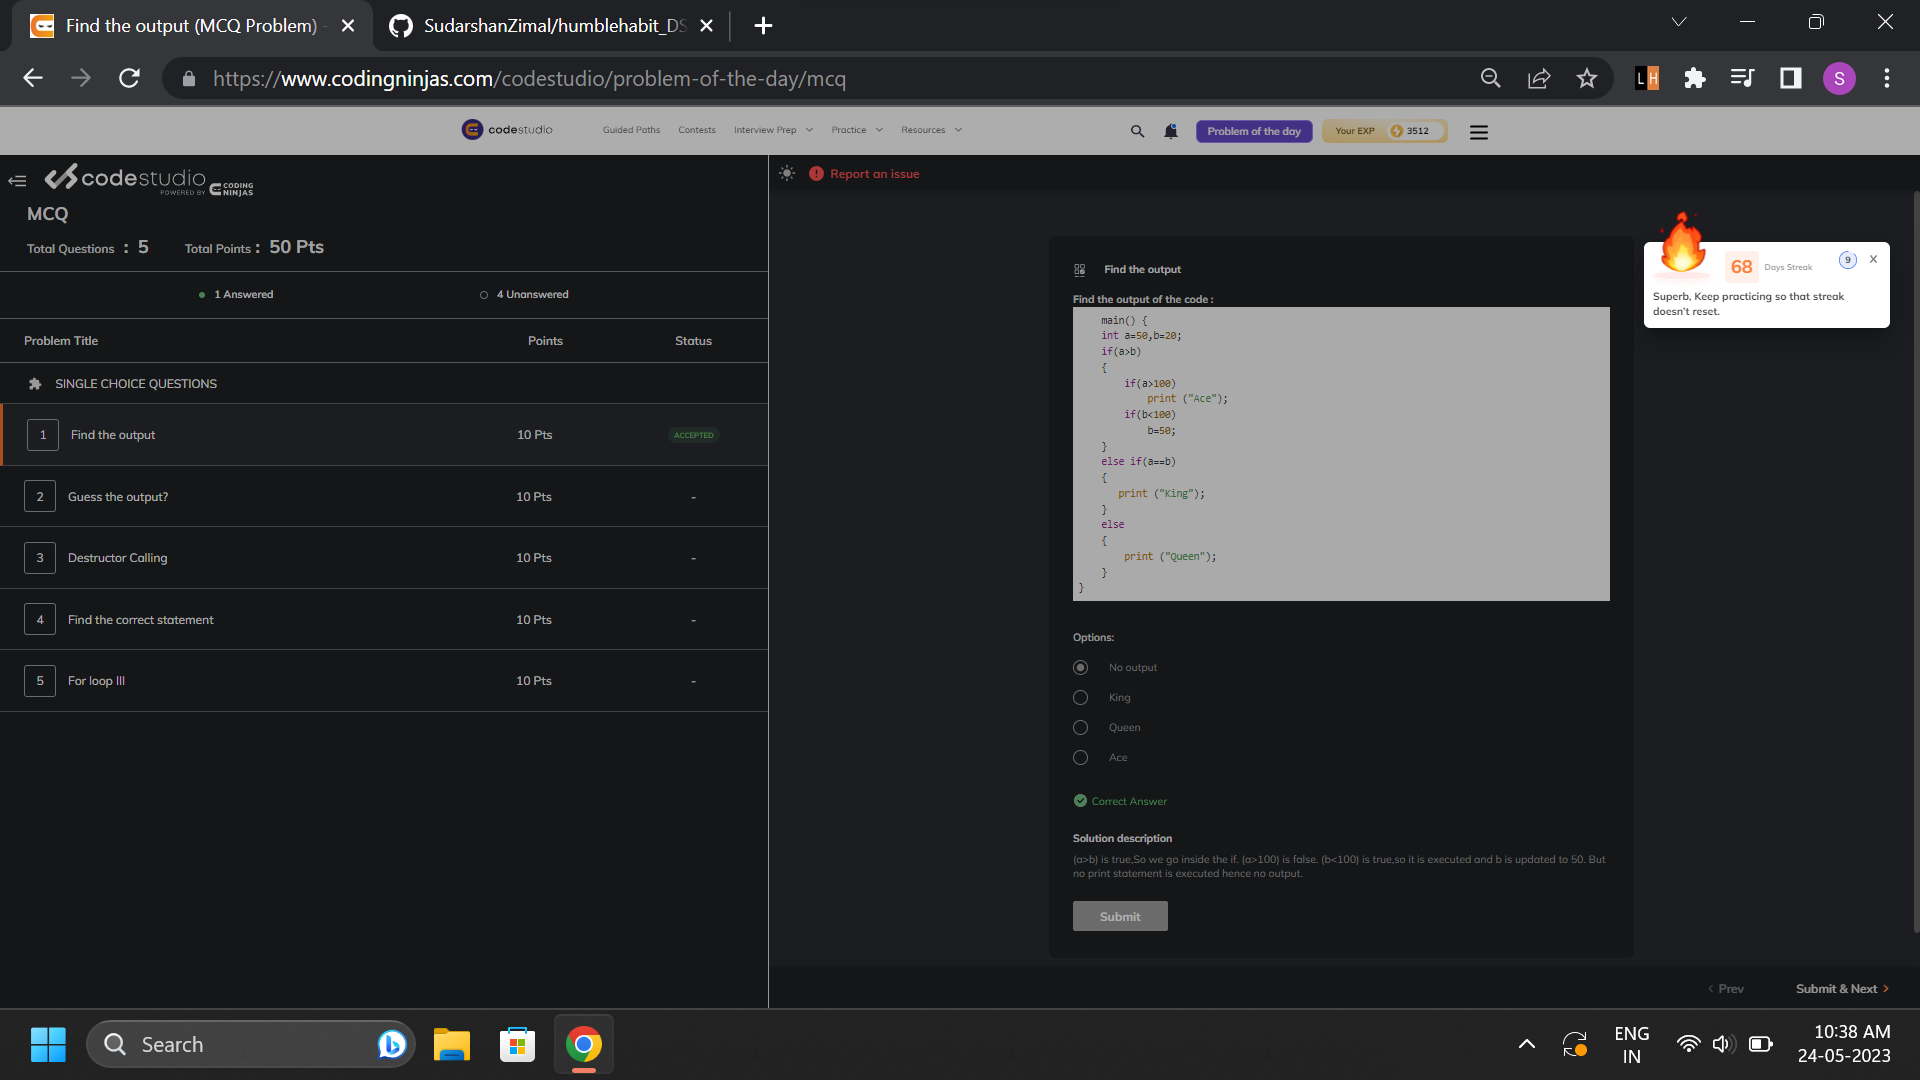 Find the output (MCQ Problem) -
SudarshanZimal/humblehabit_DS
https://www.codingninjas.com/codestudio/problem-of-the-day/mcq
L H
S
codestudio
Guided Paths
Contests
Interview Prep
Practice
Resources
Problem of the day
Your EXP 3512
codestudio
POWERED BY CODING NINJAS
Report an issue
MCQ
Total Questions : 5
Total Points : 50 Pts
1 Answered
4 Unanswered
Problem Title
Points
Status
SINGLE CHOICE QUESTIONS
1 Find the output 10 Pts ACCEPTED
2 Guess the output? 10 Pts -
3 Destructor Calling 10 Pts -
4 Find the correct statement 10 Pts -
5 For loop III 10 Pts -
Find the output
Find the output of the code :
main() {
int a=50,b=20;
if(a>b)
{
if(a>100)
print ("Ace");
if(b<100)
b=50;
}
else if(a==b)
{
print ("King");
}
else
{
print ("Queen");
}
}
Options:
No output
King
Queen
Ace
Correct Answer
Solution description
(a>b) is true,So we go inside the if. (a>100) is false. (b<100) is true,so it is executed and b is updated to 50. But
no print statement is executed hence no output.
Submit
68 Days Streak
9
Superb, Keep practicing so that streak
doesn't reset.
Prev
Submit & Next
Search
ENG
IN
10:38 AM
24-05-2023